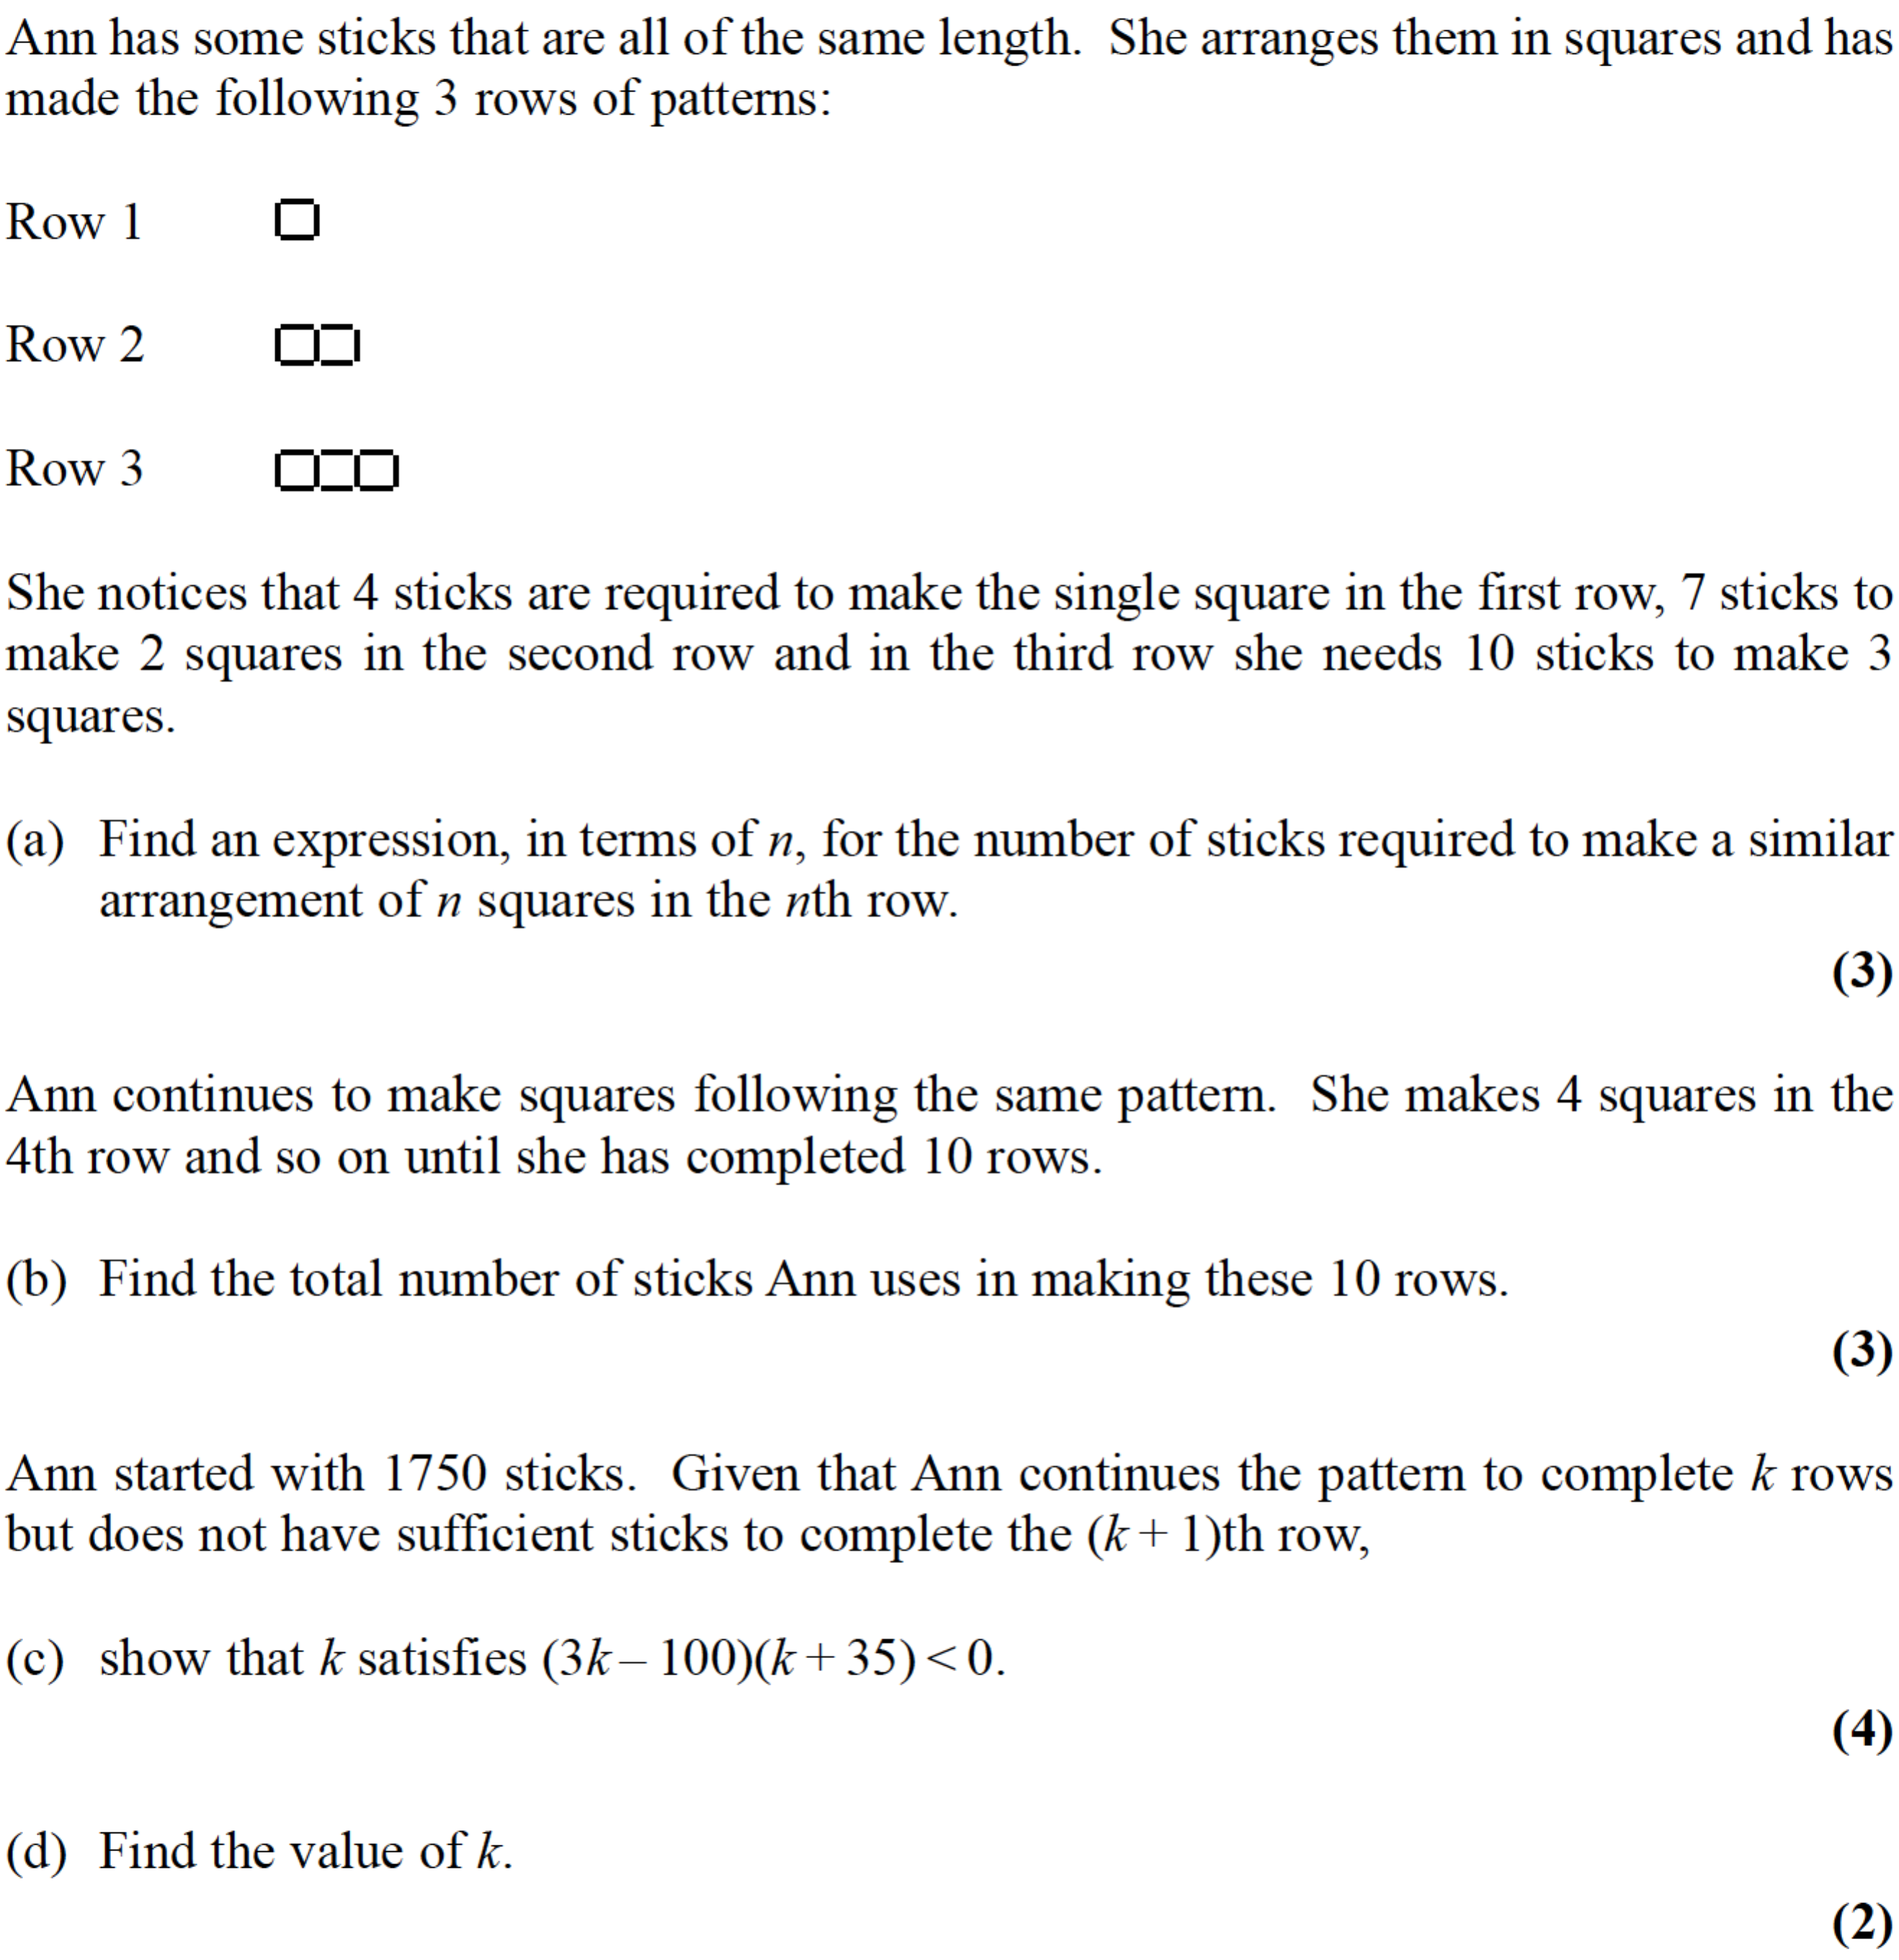 Ann has some sticks that are all of the same length.  She arranges them in squares and has
made the following 3 rows of patterns:
Row 1
Row 2
Row 3
She notices that 4 sticks are required to make the single square in the first row, 7 sticks to
make 2 squares in the second row and in the third row she needs 10 sticks to make 3
squares.
(a) Find an expression, in terms of n, for the number of sticks required to make a similar
arrangement of n squares in the nth row.
(3)
Ann continues to make squares following the same pattern.  She makes 4 squares in the
4th row and so on until she has completed 10 rows.
(b) Find the total number of sticks Ann uses in making these 10 rows.
(3)
Ann started with 1750 sticks.  Given that Ann continues the pattern to complete k rows
but does not have sufficient sticks to complete the (k + 1)th row,
(c) show that k satisfies (3k – 100)(k + 35) < 0.
(4)
(d) Find the value of k.
(2)